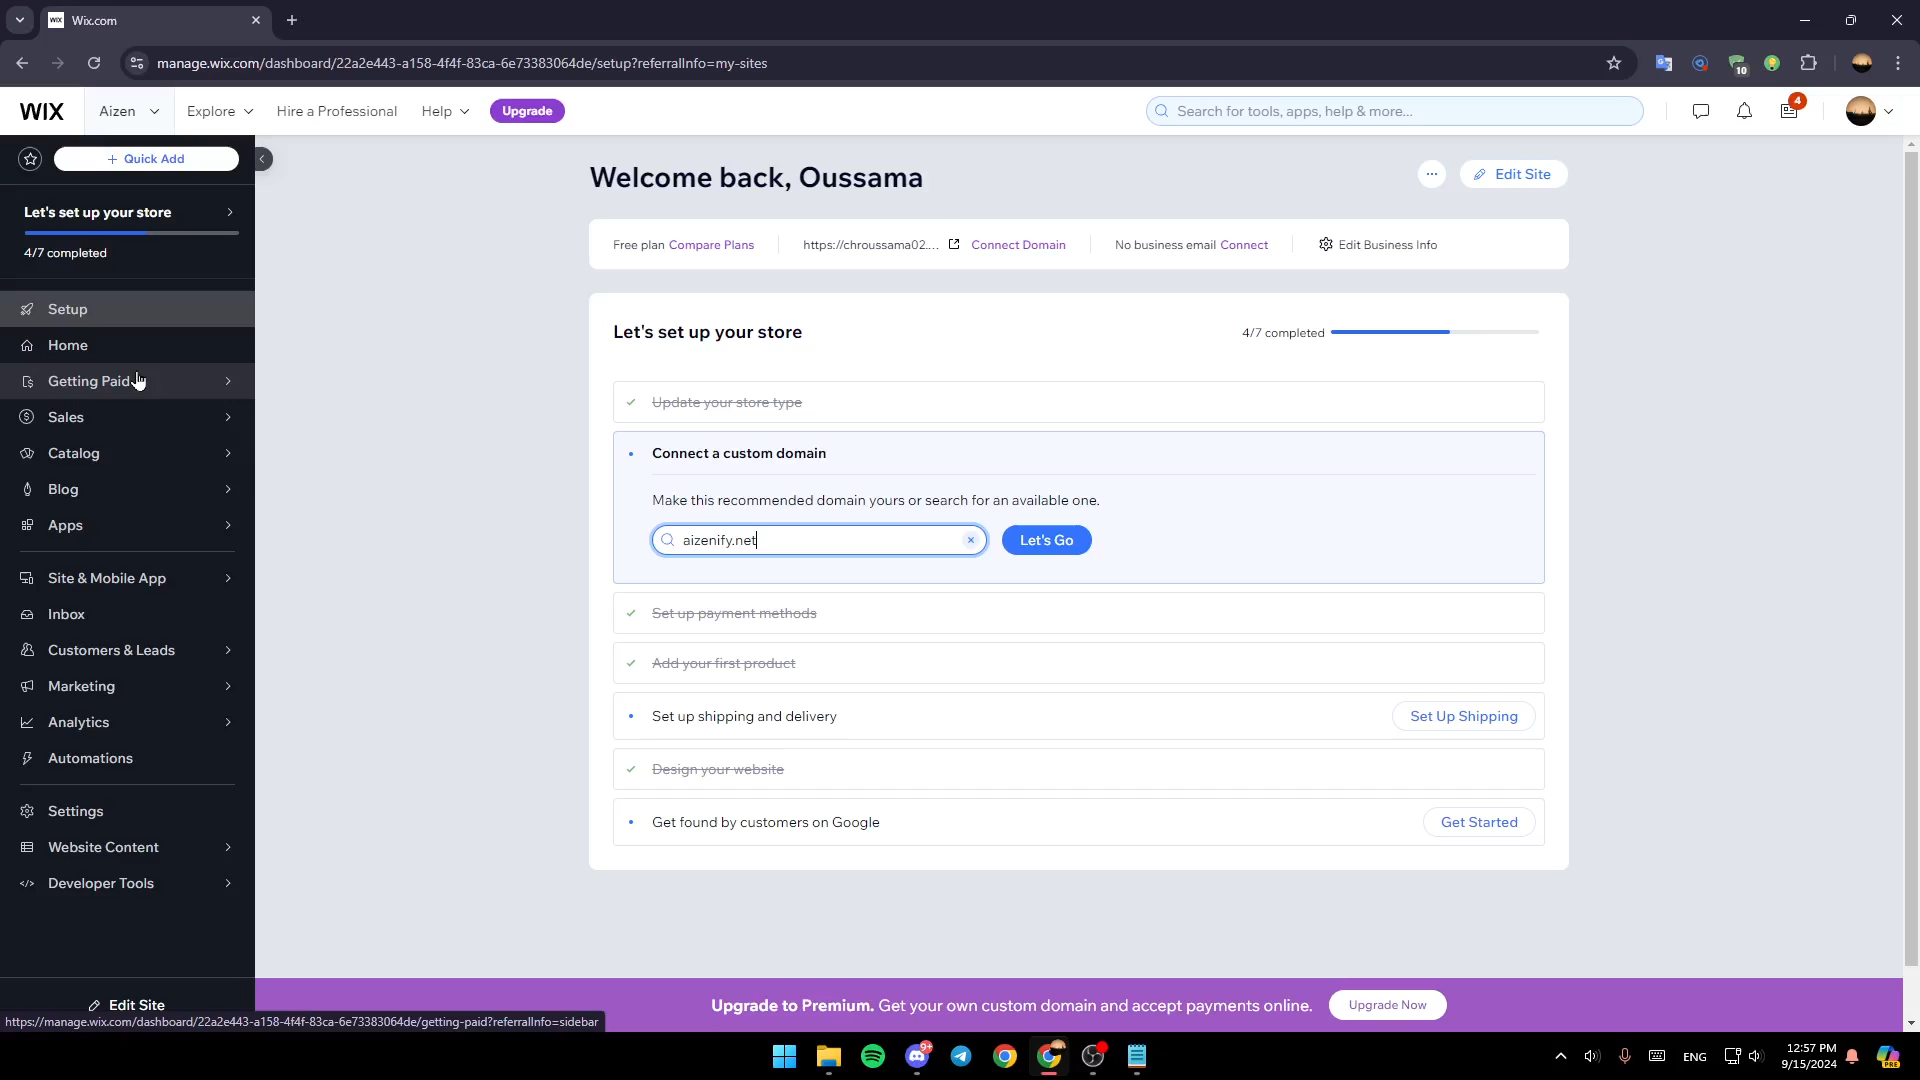 WIX Wix.com
manage.wix.com/dashboard/22a2e443-a158-4f4f-83ca-6e73383064de/setup?referralInfo=my-sites
10
WIX Aizen Explore Hire a Professional Help Upgrade Search for tools, apps, help & more... 4
+ Quick Add
Let's set up your store
4/7 completed
Setup
Home
Getting Paid
Sales
Catalog
Blog
Apps
Site & Mobile App
Inbox
Customers & Leads
Marketing
Analytics
Automations
Settings
Website Content
Developer Tools
Edit Site
Welcome back, Oussama
Edit Site
Free plan Compare Plans https://chroussama02.... Connect Domain No business email Connect Edit Business Info
Let's set up your store 4/7 completed
Update your store type
Connect a custom domain
Make this recommended domain yours or search for an available one.
aizenify.net Let's Go
Set up payment methods
Add your first product
Set up shipping and delivery Set Up Shipping
Design your website
Get found by customers on Google Get Started
Upgrade to Premium. Get your own custom domain and accept payments online. Upgrade Now
https://manage.wix.com/dashboard/22a2e443-a158-4f4f-83ca-6e73383064de/getting-paid?referralInfo=sidebar
9+
ENG
12:57 PM
9/15/2024
PRE